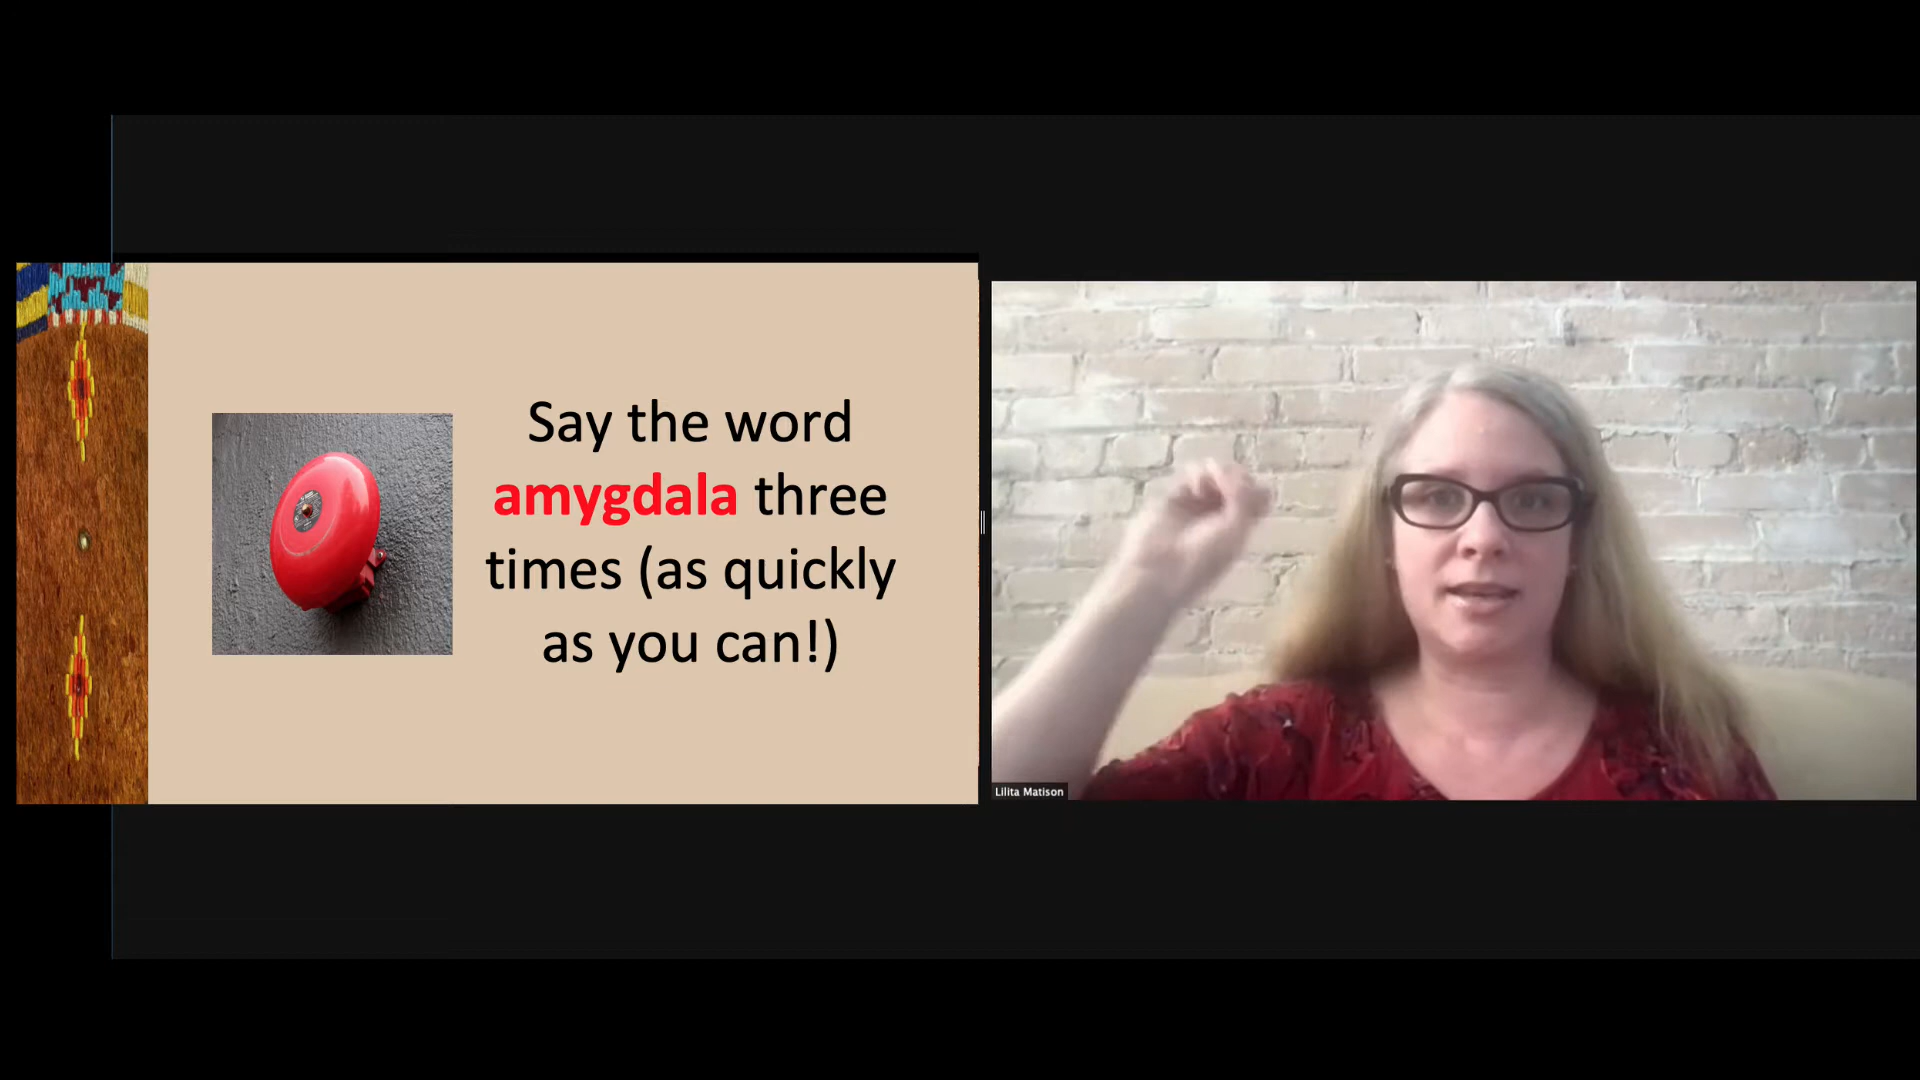 Say the word
amygdala three
times (as quickly
as you can!)
Lilita Matison